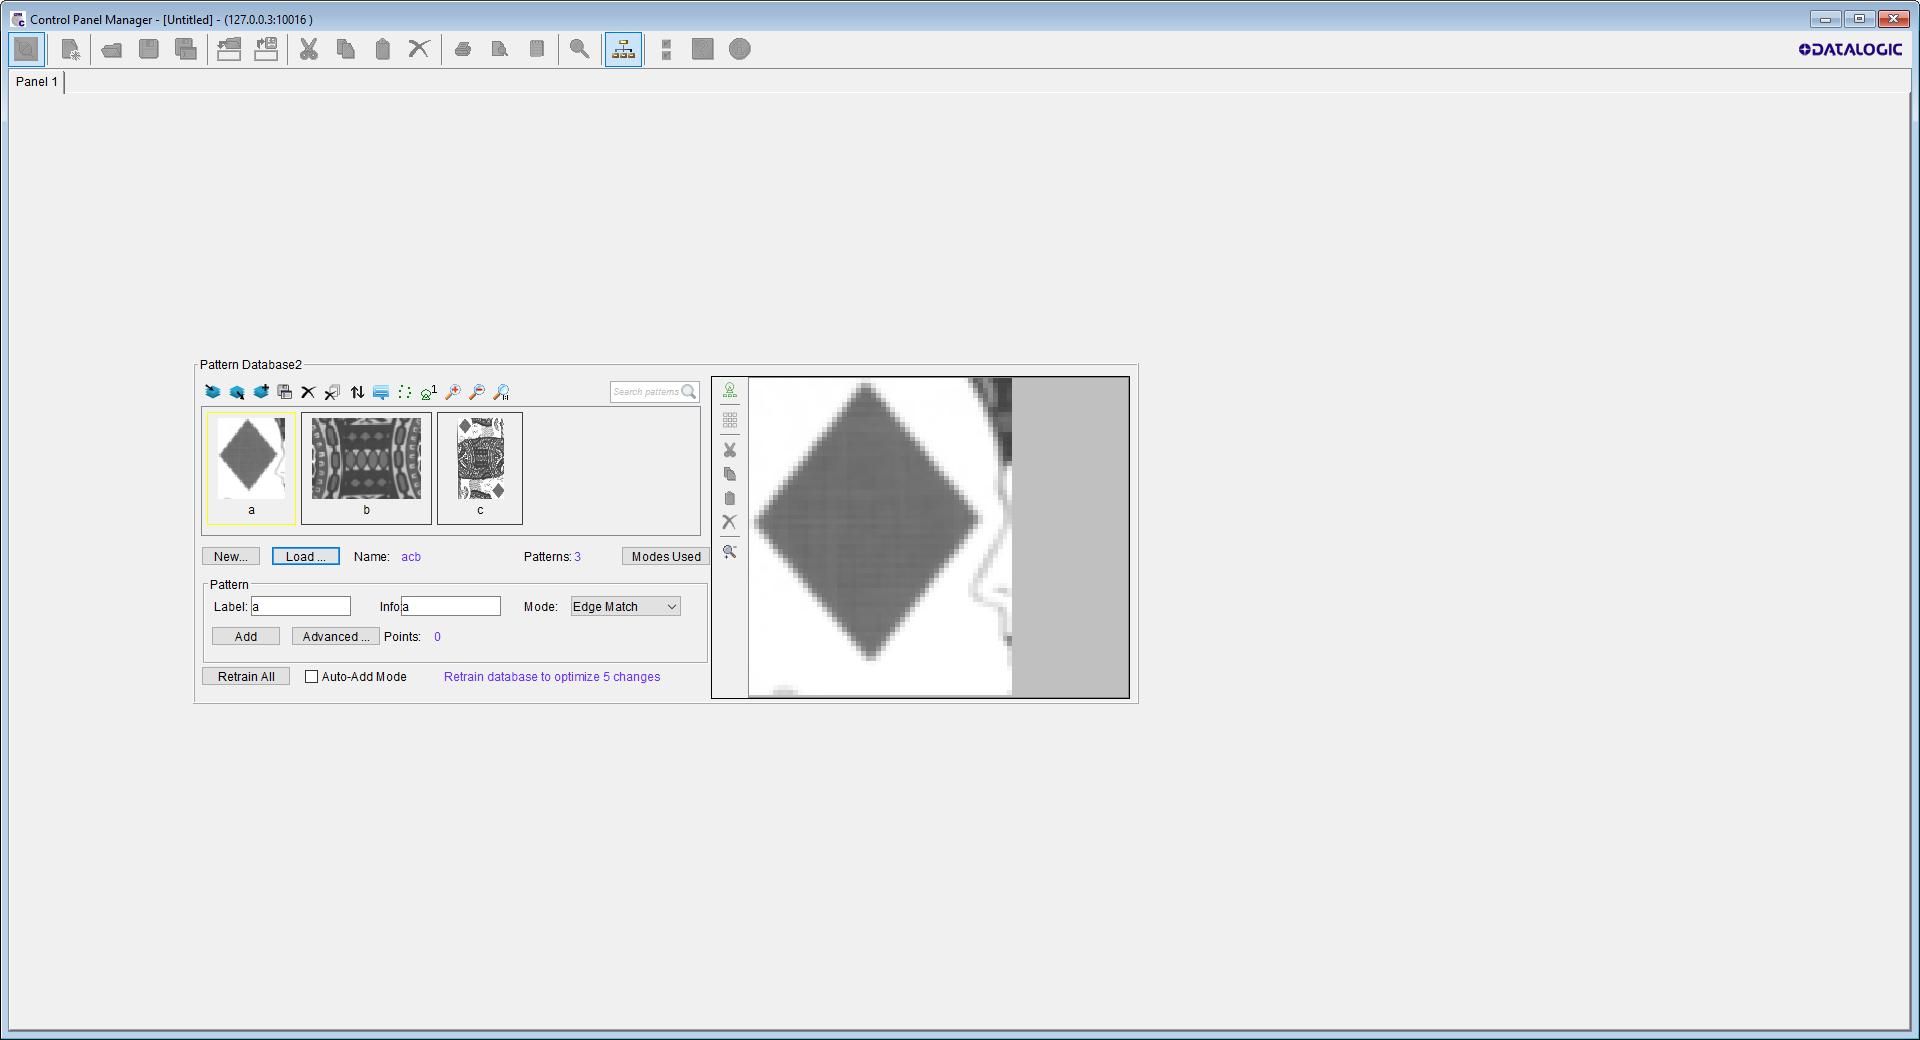 Control Panel Manager - [Untitled] - (127.0.0.3:10016 )
DATALOGIC
Panel 1
Pattern Database2
1
Search patterns
a
b
c
New...
Load ...
Name: acb
Patterns: 3
Modes Used
Pattern
Label: a
Info: a
Mode: Edge Match
Add
Advanced ...
Points: 0
Retrain All
Auto-Add Mode
Retrain database to optimize 5 changes